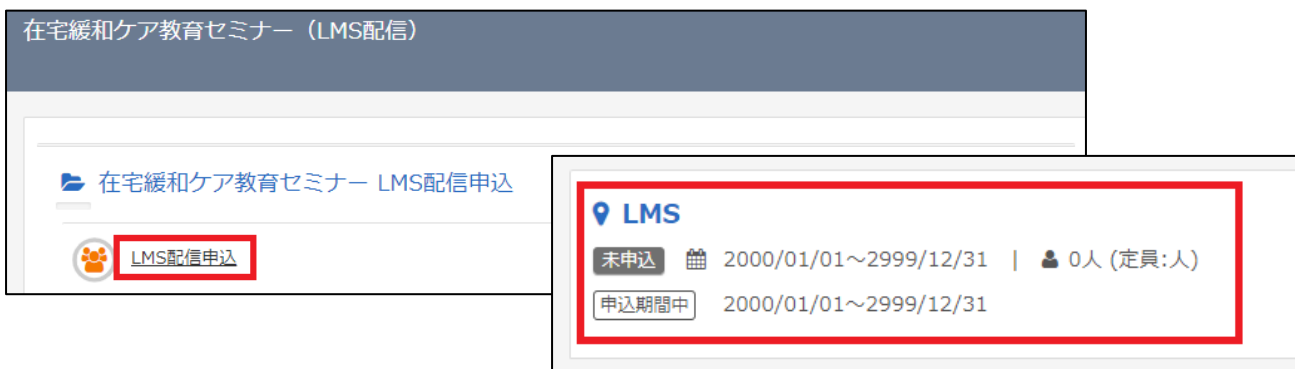 在宅緩和ケア教育セミナー（LMS配信）
在宅緩和ケア教育セミナー LMS配信申込
LMS配信申込
LMS
未申込 2000/01/01～2999/12/31 | 0人 (定員:人)
申込期間中 2000/01/01～2999/12/31